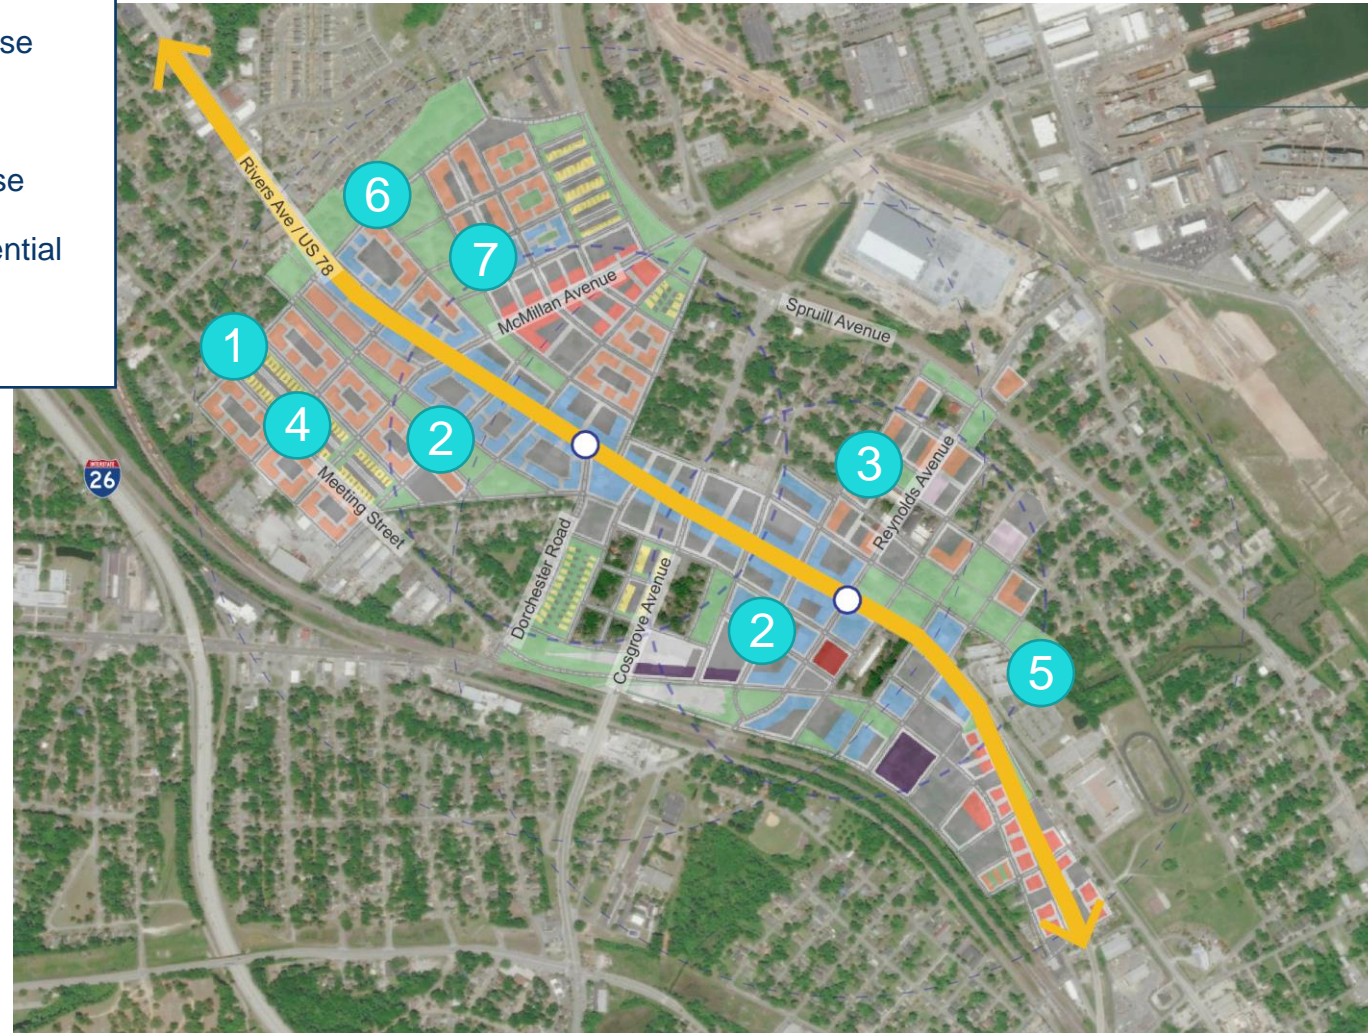 se
se
ential
Rivers Ave / US 78
6
7
McMillan Avenue
Spruill Avenue
1
4
2
3
INTERSTATE
26
Meeting Street
Reynolds Avenue
Dorchester Road
Cosgrove Avenue
2
5